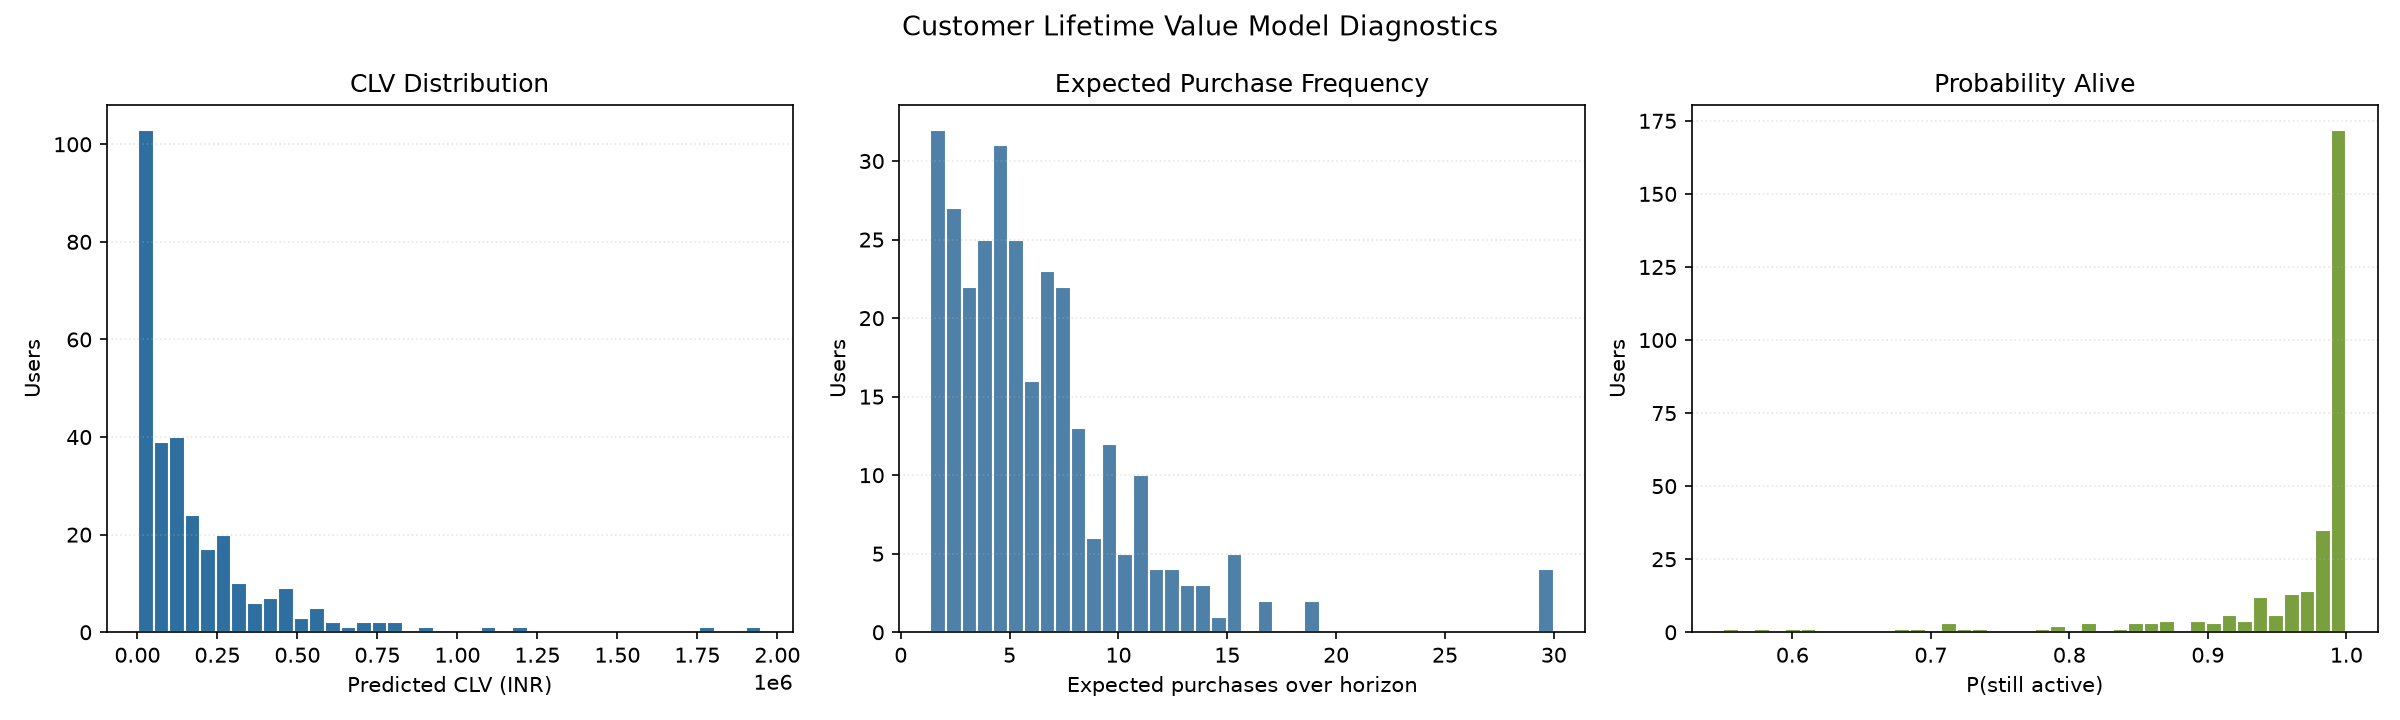 Customer Lifetime Value Model Diagnostics
CLV Distribution
Users
100
80
60
40
20
0
0.00 0.25 0.50 0.75 1.00 1.25 1.50 1.75 2.00
1e6
Predicted CLV (INR)
Expected Purchase Frequency
Users
30
25
20
15
10
5
0
0 5 10 15 20 25 30
Expected purchases over horizon
Probability Alive
Users
175
150
125
100
75
50
25
0
0.6 0.7 0.8 0.9 1.0
P(still active)